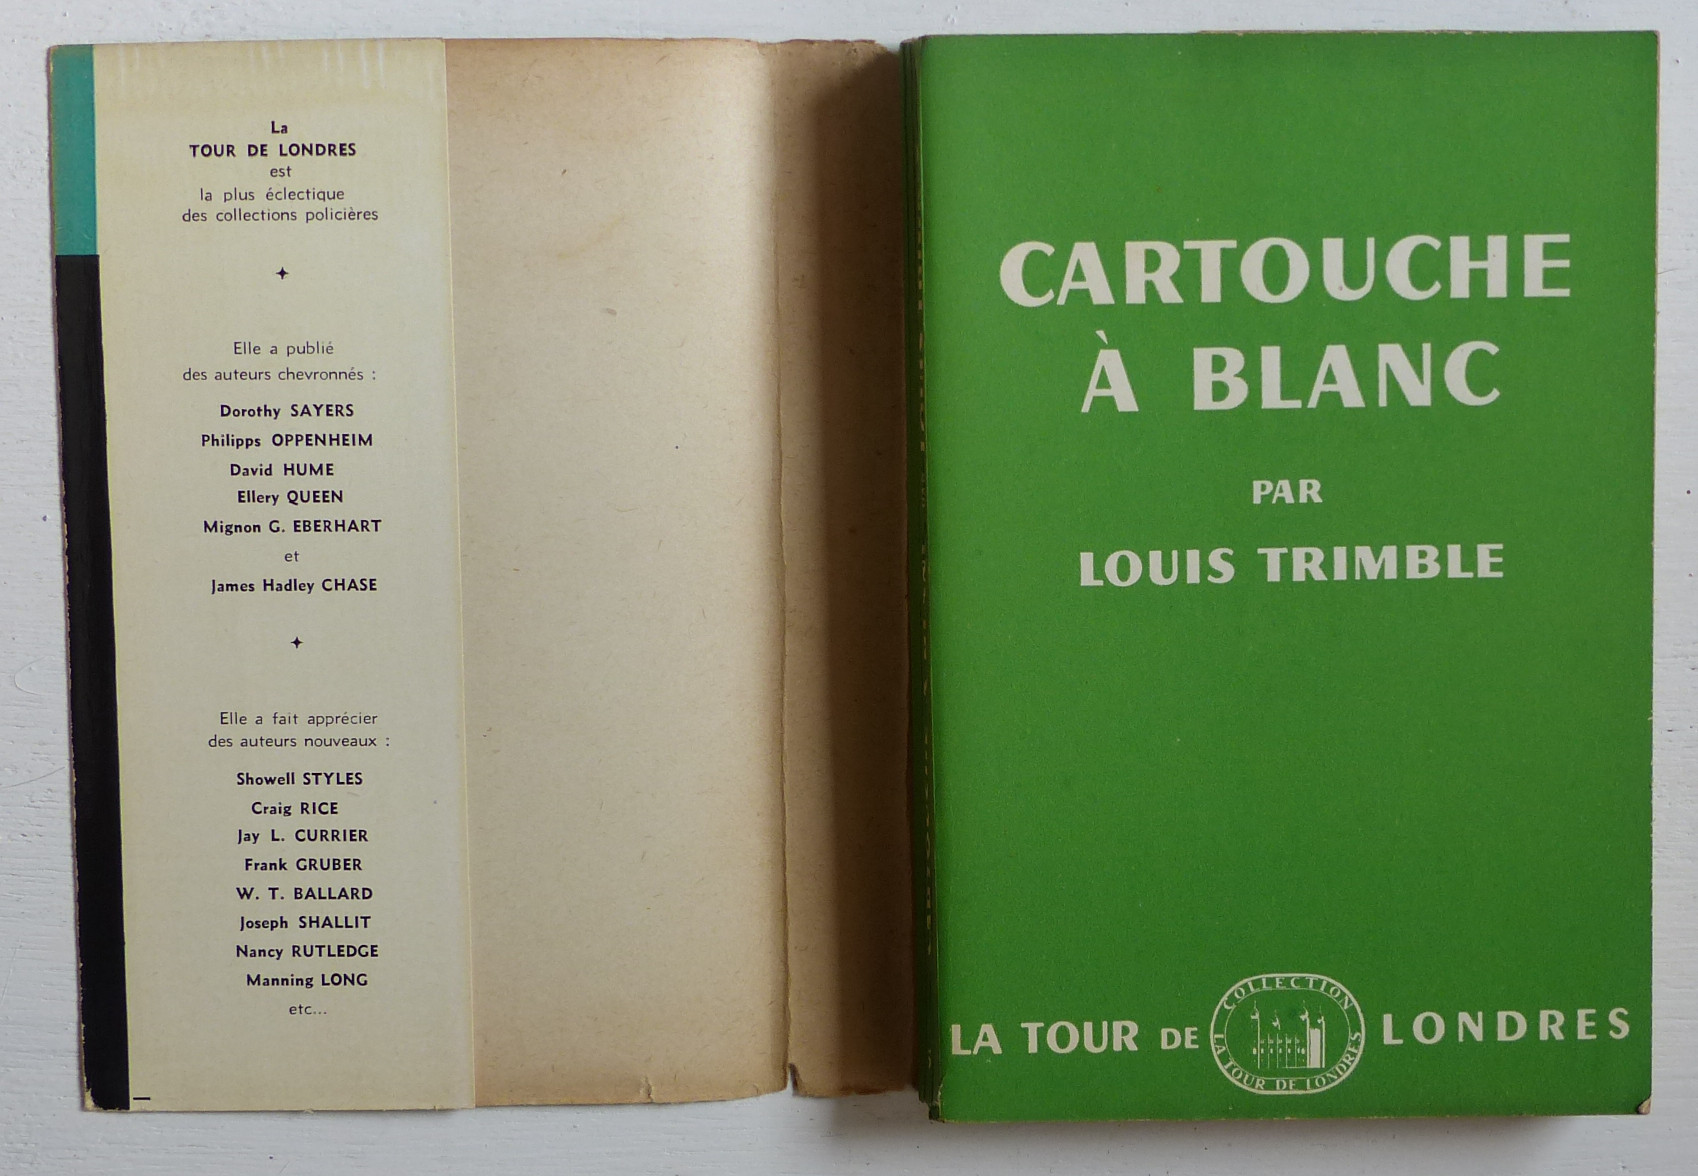 La
TOUR DE LONDRES
est
la plus éclectique
des collections policières
Elle a publié
des auteurs chevronnés :
Dorothy SAYERS
Philipps OPPENHEIM
David HUME
Ellery QUEEN
Mignon G. EBERHART
et
James Hadley CHASE
Elle a fait apprécier
des auteurs nouveaux :
Showell STYLES
Craig RICE
Jay L. CURRIER
Frank GRUBER
W. T. BALLARD
Joseph SHALLIT
Nancy RUTLEDGE
Manning LONG
etc...
CARTOUCHE
À BLANC
PAR
LOUIS TRIMBLE
LA TOUR DE LONDRES
COLLECTION
LA TOUR DE LONDRES